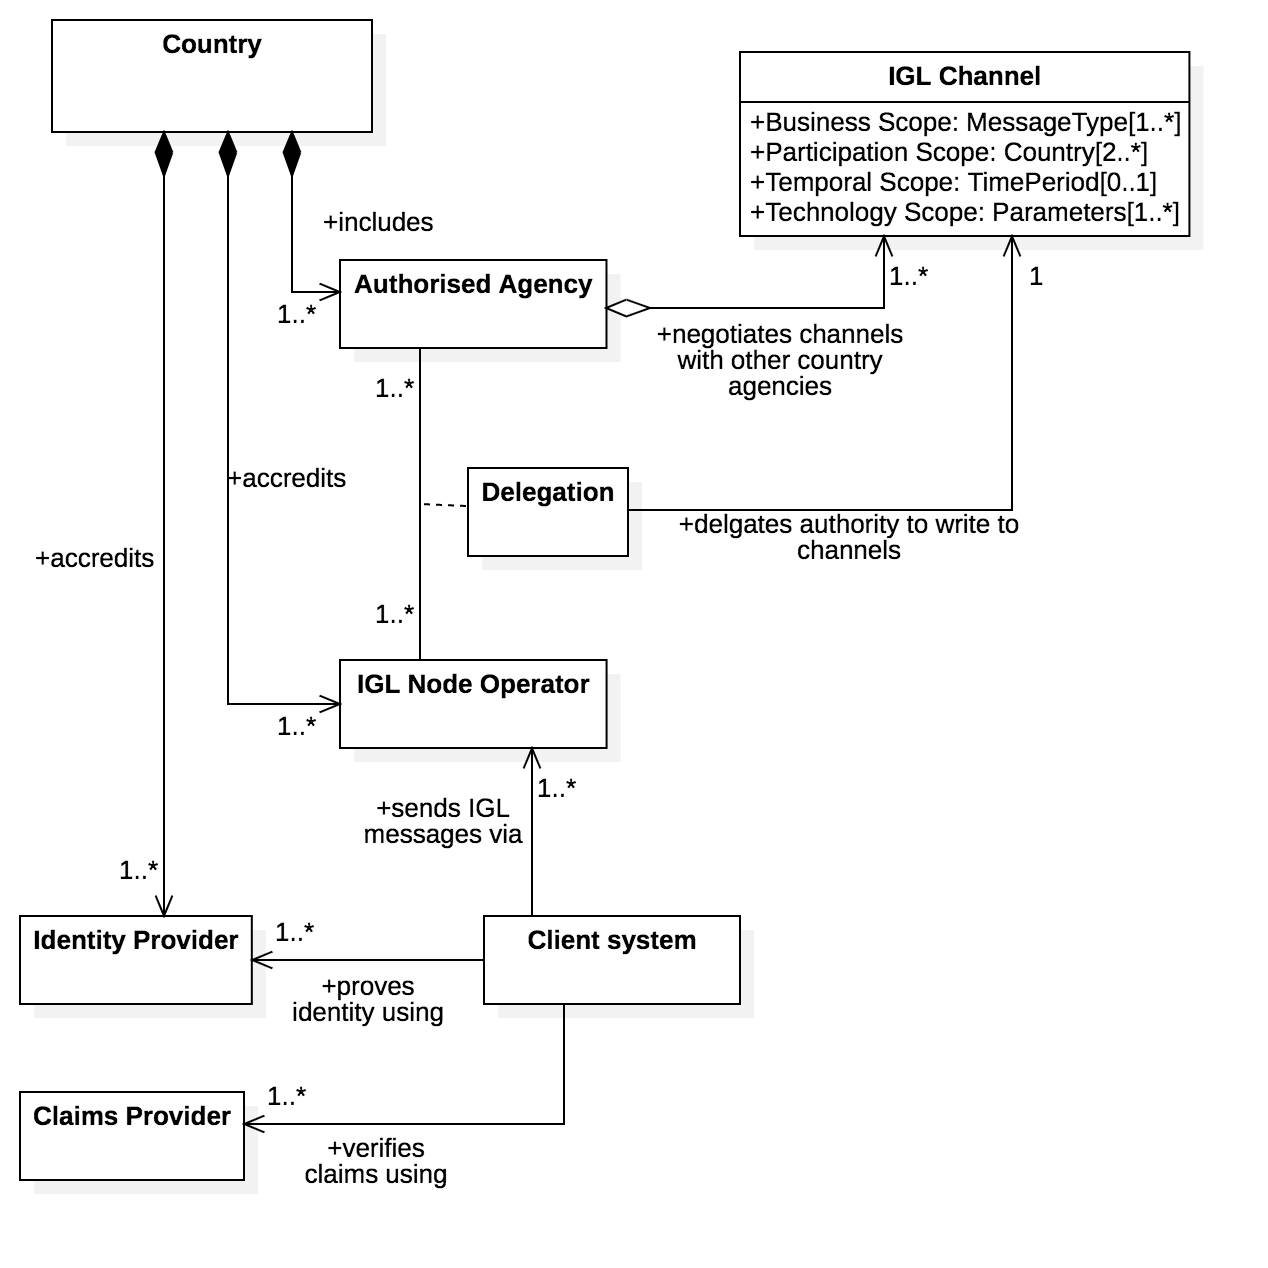 Country
IGL Channel
+Business Scope: MessageType[1..*]
+Participation Scope: Country[2..*]
+Temporal Scope: TimePeriod[0..1]
+Technology Scope: Parameters[1..*]
+includes
Authorised Agency
1..*
1..*
1
+negotiates channels
with other country
agencies
1..*
+accredits
Delegation
+delgates authority to write to
channels
+accredits
1..*
IGL Node Operator
1..*
1..*
+sends IGL
messages via
1..*
Identity Provider
1..*
Client system
+proves
identity using
Claims Provider
1..*
+verifies
claims using